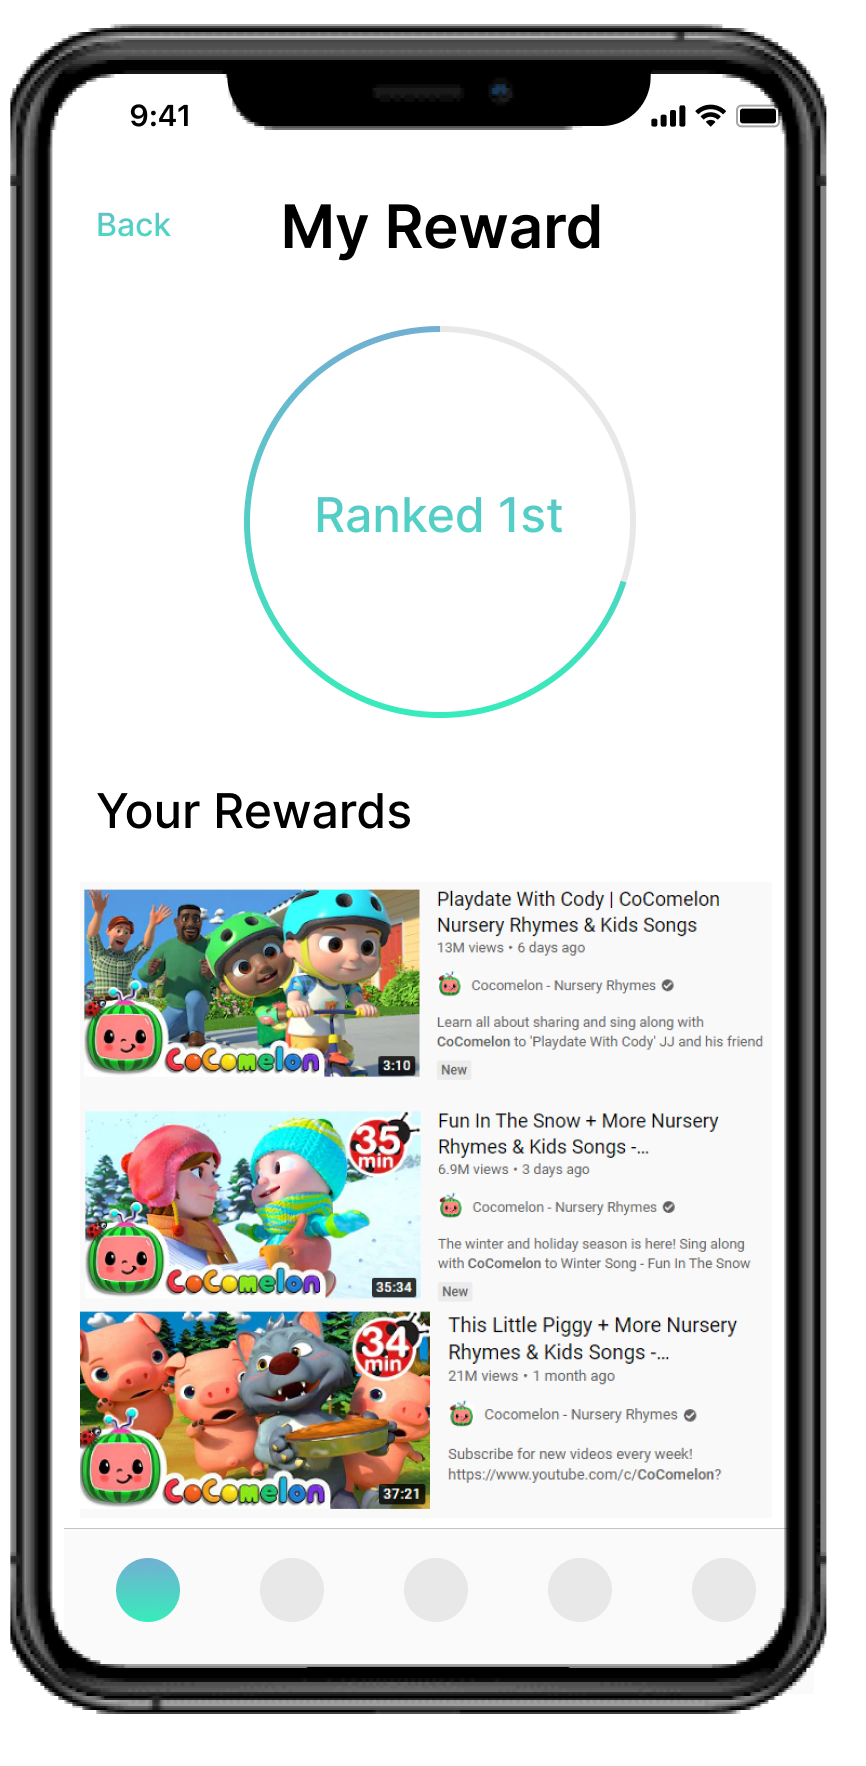 9:41
Back
My Reward
Ranked 1st
Your Rewards
Playdate With Cody | CoComelon
Nursery Rhymes & Kids Songs
13M views • 6 days ago
Cocomelon - Nursery Rhymes
Learn all about sharing and sing along with
CoComelon to 'Playdate With Cody' JJ and his friend
New
CoComelon
3:10
Fun In The Snow + More Nursery
Rhymes & Kids Songs -...
6.9M views • 3 days ago
Cocomelon - Nursery Rhymes
The winter and holiday season is here! Sing along
with CoComelon to Winter Song - Fun In The Snow
New
35
min
CoComelon
35:34
This Little Piggy + More Nursery
Rhymes & Kids Songs -...
21M views • 1 month ago
Cocomelon - Nursery Rhymes
Subscribe for new videos every week!
https://www.youtube.com/c/CoComelon?
34
min
CoComelon
37:21